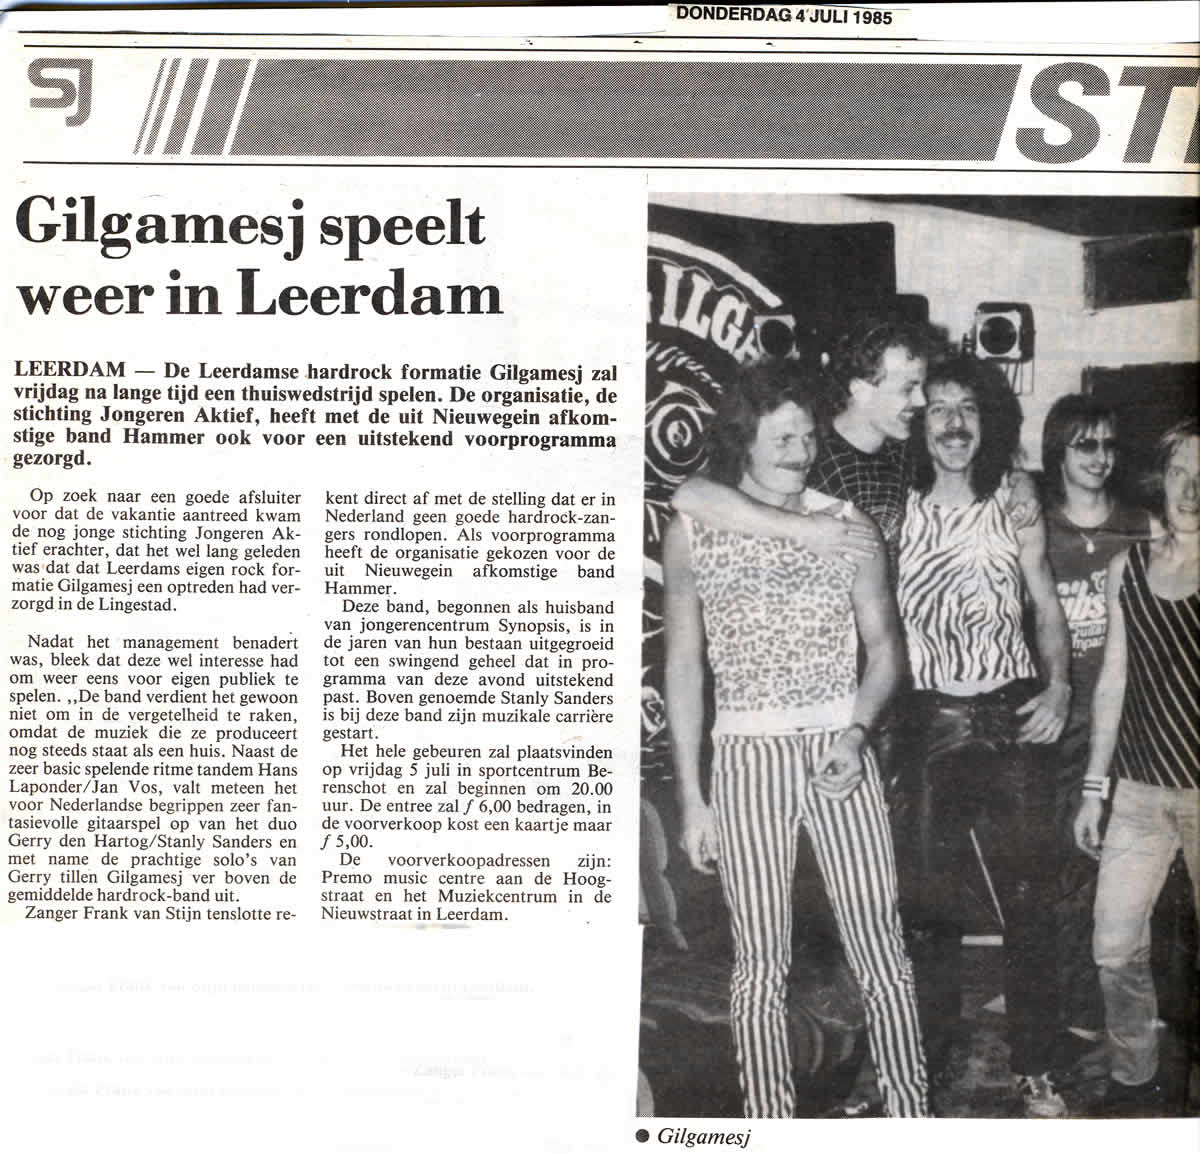 DONDERDAG 4 JULI 1985
SJ
ST
Gilgamesj speelt
weer in Leerdam
LEERDAM — De Leerdamse hardrock formatie Gilgamesj zal
vrijdag na lange tijd een thuiswedstrijd spelen. De organisatie, de
stichting Jongeren Aktief, heeft met de uit Nieuwegein afkom-
stige band Hammer ook voor een uitstekend voorprogramma
gezorgd.
Op zoek naar een goede afsluiter
voor dat de vakantie aantreed kwam
de nog jonge stichting Jongeren Ak-
tief erachter, dat het wel lang geleden
was dat dat Leerdams eigen rock for-
matie Gilgamesj een optreden had ver-
zorgd in de Lingestad.
Nadat het management benadert
was, bleek dat deze wel interesse had
om weer eens voor eigen publiek te
spelen. ,,De band verdient het gewoon
niet om in de vergetelheid te raken,
omdat de muziek die ze produceert
nog steeds staat als een huis. Naast de
zeer basic spelende ritme tandem Hans
Laponder/Jan Vos, valt meteen het
voor Nederlandse begrippen zeer fan-
tasievolle gitaarspel op van het duo
Gerry den Hartog/Stanly Sanders en
met name de prachtige solo's van
Gerry tillen Gilgamesj ver boven de
gemiddelde hardrock-band uit.
Zanger Frank van Stijn tenslotte re-
kent direct af met de stelling dat er in
Nederland geen goede hardrock-zan-
gers rondlopen. Als voorprogramma
heeft de organisatie gekozen voor de
uit Nieuwegein afkomstige band
Hammer.
Deze band, begonnen als huisband
van jongerencentrum Synopsis, is in
de jaren van hun bestaan uitgegroeid
tot een swingend geheel dat in pro-
gramma van deze avond uitstekend
past. Boven genoemde Stanly Sanders
is bij deze band zijn muzikale carrière
gestart.
Het hele gebeuren zal plaatsvinden
op vrijdag 5 juli in sportcentrum Be-
renschot en zal beginnen om 20.00
uur. De entree zal ƒ 6,00 bedragen, in
de voorverkoop kost een kaartje maar
ƒ 5,00.
De voorverkoopadressen zijn:
Premo music centre aan de Hoog-
straat en het Muziekcentrum in de
Nieuwstraat in Leerdam.
GILGA
● Gilgamesj